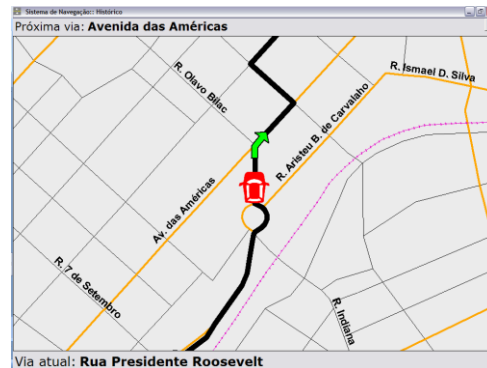 Sistema de Navegação:: Histórico
Próxima via: Avenida das Américas
R. Olavo Bilac
R. Ismael D. Silva
R. Aristeu B. de Carvalaho
Av. das Américas
R. 7 de Setembro
R. Indiana
Via atual: Rua Presidente Roosevelt